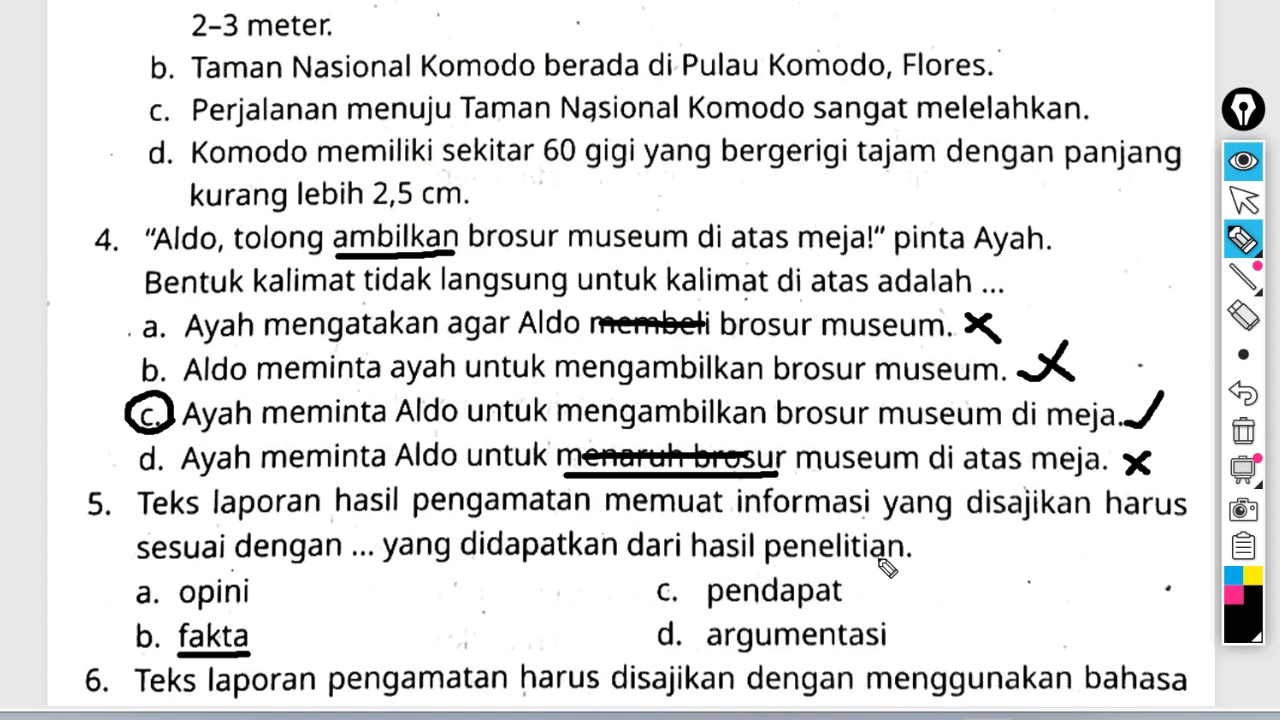 2–3 meter.
b. Taman Nasional Komodo berada di Pulau Komodo, Flores.
c. Perjalanan menuju Taman Nasional Komodo sangat melelahkan.
d. Komodo memiliki sekitar 60 gigi yang bergerigi tajam dengan panjang
kurang lebih 2,5 cm.
4. "Aldo, tolong ambilkan brosur museum di atas meja!" pinta Ayah.
Bentuk kalimat tidak langsung untuk kalimat di atas adalah ...
a. Ayah mengatakan agar Aldo membeli brosur museum.
b. Aldo meminta ayah untuk mengambilkan brosur museum.
c. Ayah meminta Aldo untuk mengambilkan brosur museum di meja.
d. Ayah meminta Aldo untuk menaruh brosur museum di atas meja.
5. Teks laporan hasil pengamatan memuat informasi yang disajikan harus
sesuai dengan ... yang didapatkan dari hasil penelitian.
a. opini
b. fakta
c. pendapat
d. argumentasi
6. Teks laporan pengamatan harus disajikan dengan menggunakan bahasa